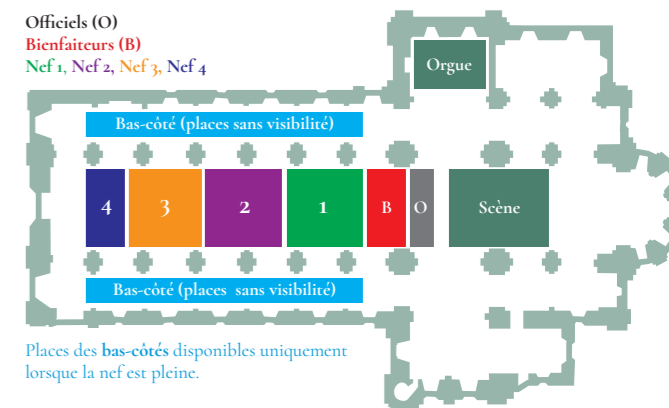 Officiels (O)
Bienfaiteurs (B)
Nef 1, Nef 2, Nef 3, Nef 4
Orgue
Bas-côté (places sans visibilité)
4
3
2
1
B
O
Scène
Bas-côté (places sans visibilité)
Places des bas-côtés disponibles uniquement
lorsque la nef est pleine.